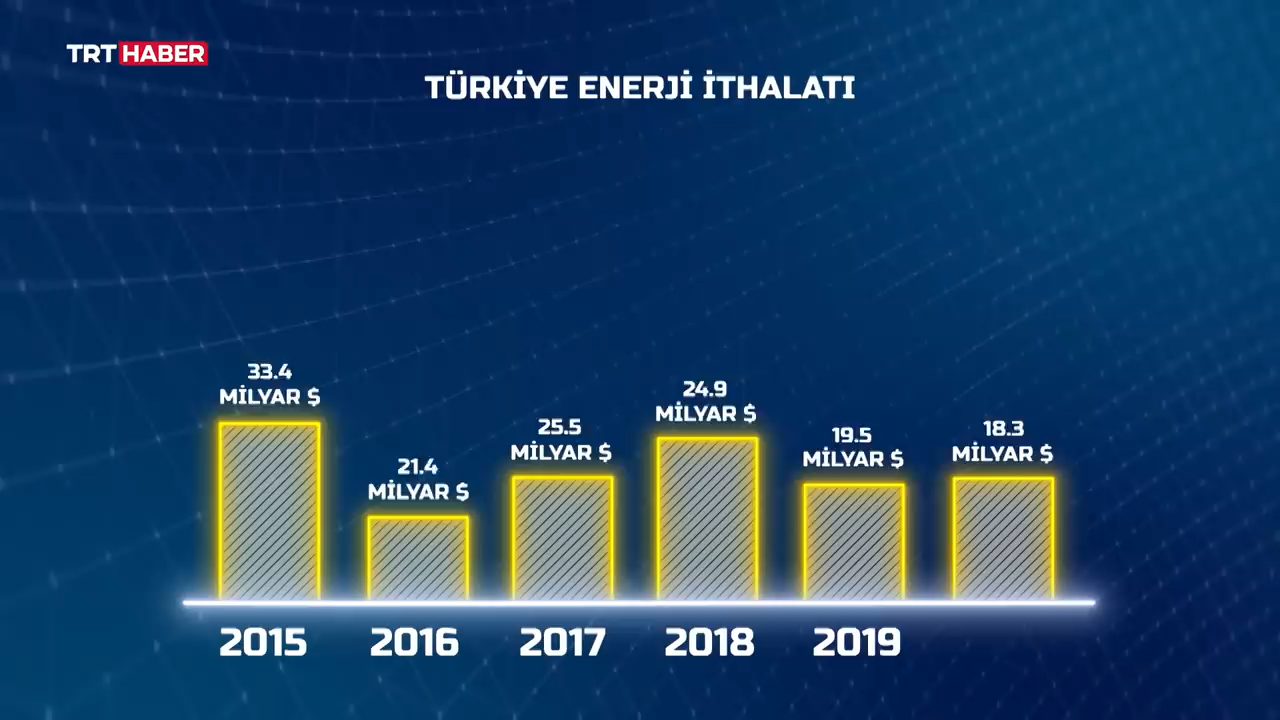 TRT HABER
TÜRKİYE ENERJİ İTHALATI
33.4
MİLYAR $
21.4
MİLYAR $
25.5
MİLYAR $
24.9
MİLYAR $
19.5
MİLYAR $
18.3
MİLYAR $
2015 2016 2017 2018 2019